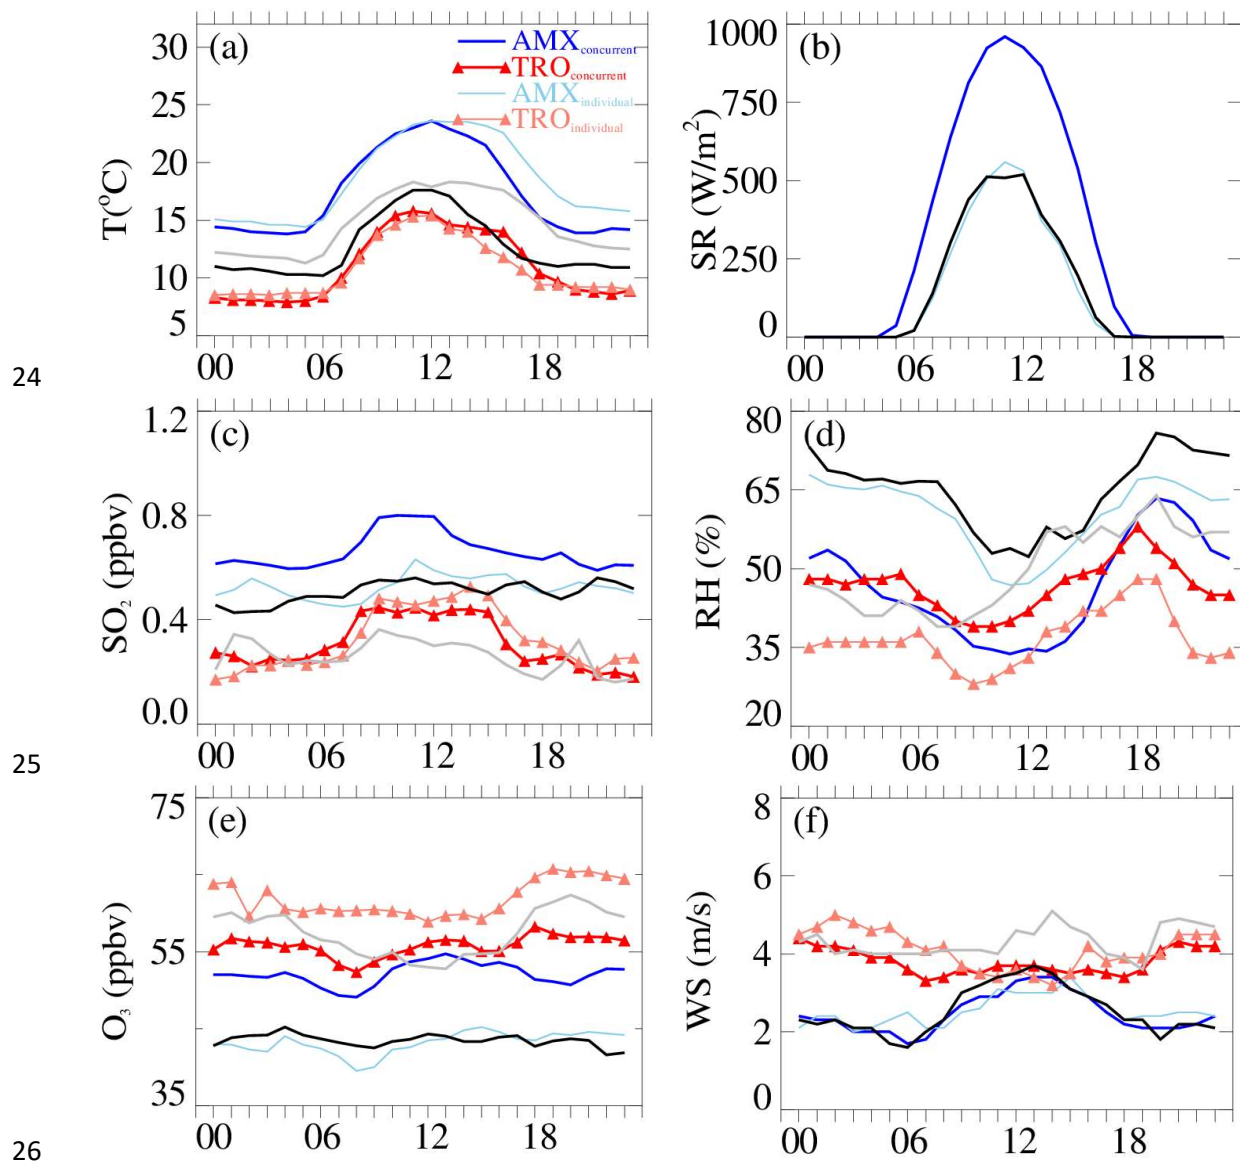 (a)
AMXconcurrent
TROconcurrent
AMXindividual
TROindividual
30
25
20
15
10
5
T(°C)
00 06 12 18
24
(b)
1000
750
500
250
0
SR (W/m²)
00 06 12 18
(c)
1.2
0.8
0.4
0.0
SO₂ (ppbv)
00 06 12 18
25
(d)
80
65
50
35
20
RH (%)
00 06 12 18
(e)
75
55
35
O₃ (ppbv)
00 06 12 18
26
(f)
8
6
4
2
0
WS (m/s)
00 06 12 18